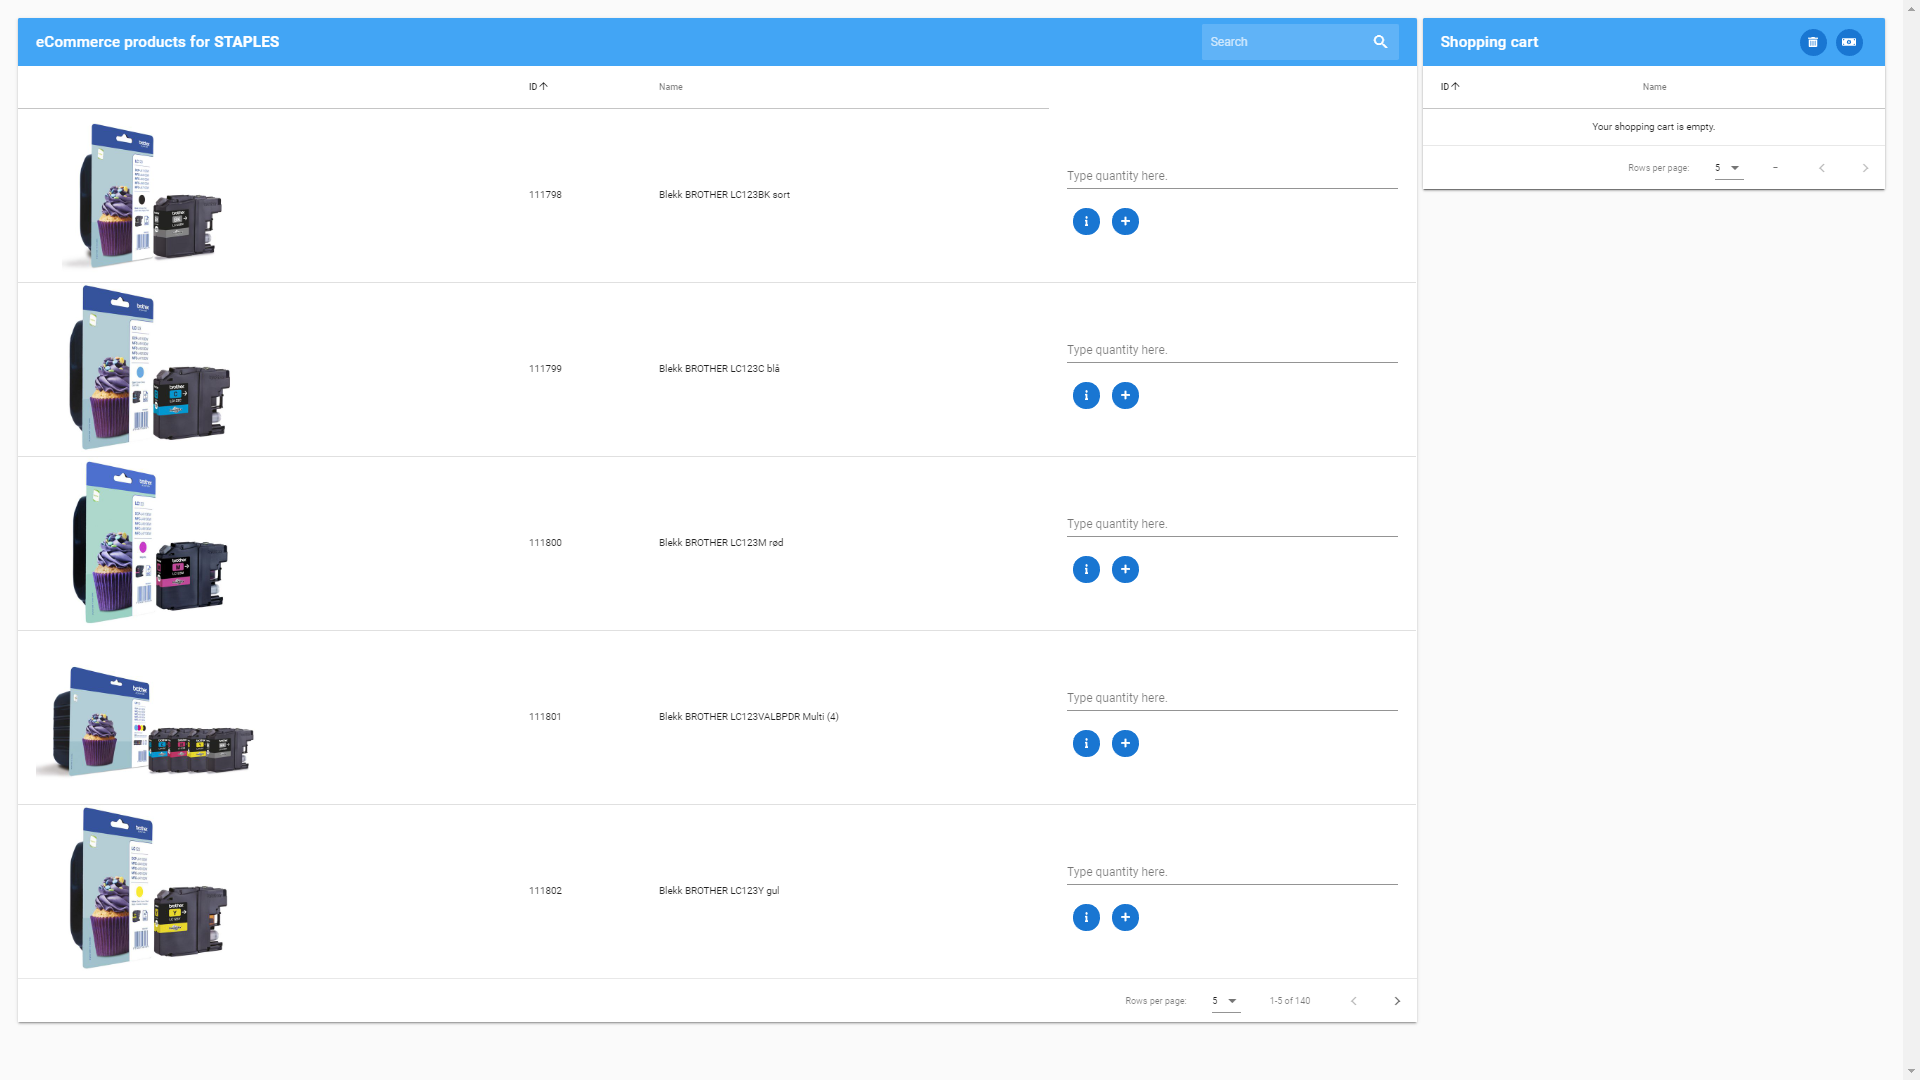 eCommerce products for STAPLES
Search
ID
Name
111798
Blekk BROTHER LC123BK sort
Type quantity here.
111799
Blekk BROTHER LC123C blå
Type quantity here.
111800
Blekk BROTHER LC123M rød
Type quantity here.
111801
Blekk BROTHER LC123VALBPDR Multi (4)
Type quantity here.
111802
Blekk BROTHER LC123Y gul
Type quantity here.
Rows per page: 5 1-5 of 140
Shopping cart
ID
Name
Your shopping cart is empty.
Rows per page: 5 –